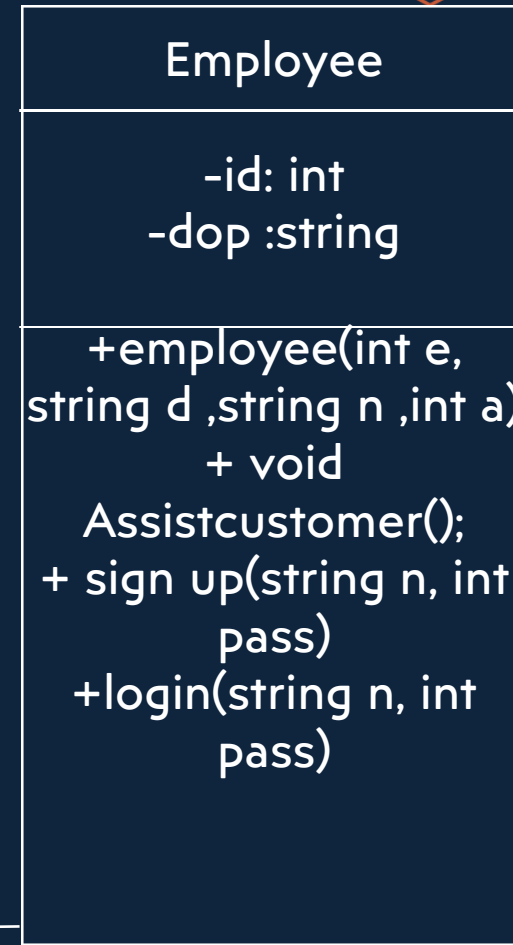 Employee
-id: int
-dop :string
+employee(int e,
string d ,string n ,int a)
+ void
Assistcustomer();
+ sign up(string n, int
pass)
+login(string n, int
pass)